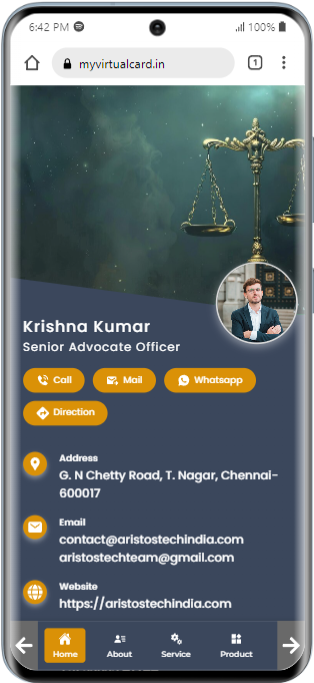 6:42 PM 100%
myvirtualcard.in 1
Krishna Kumar
Senior Advocate Officer
Call Mail Whatsapp
Direction
Address
G. N Chetty Road, T. Nagar, Chennai-
600017
Email
contact@aristostechindia.com
aristostechteam@gmail.com
Website
https://aristostechindia.com
Home About Service Product